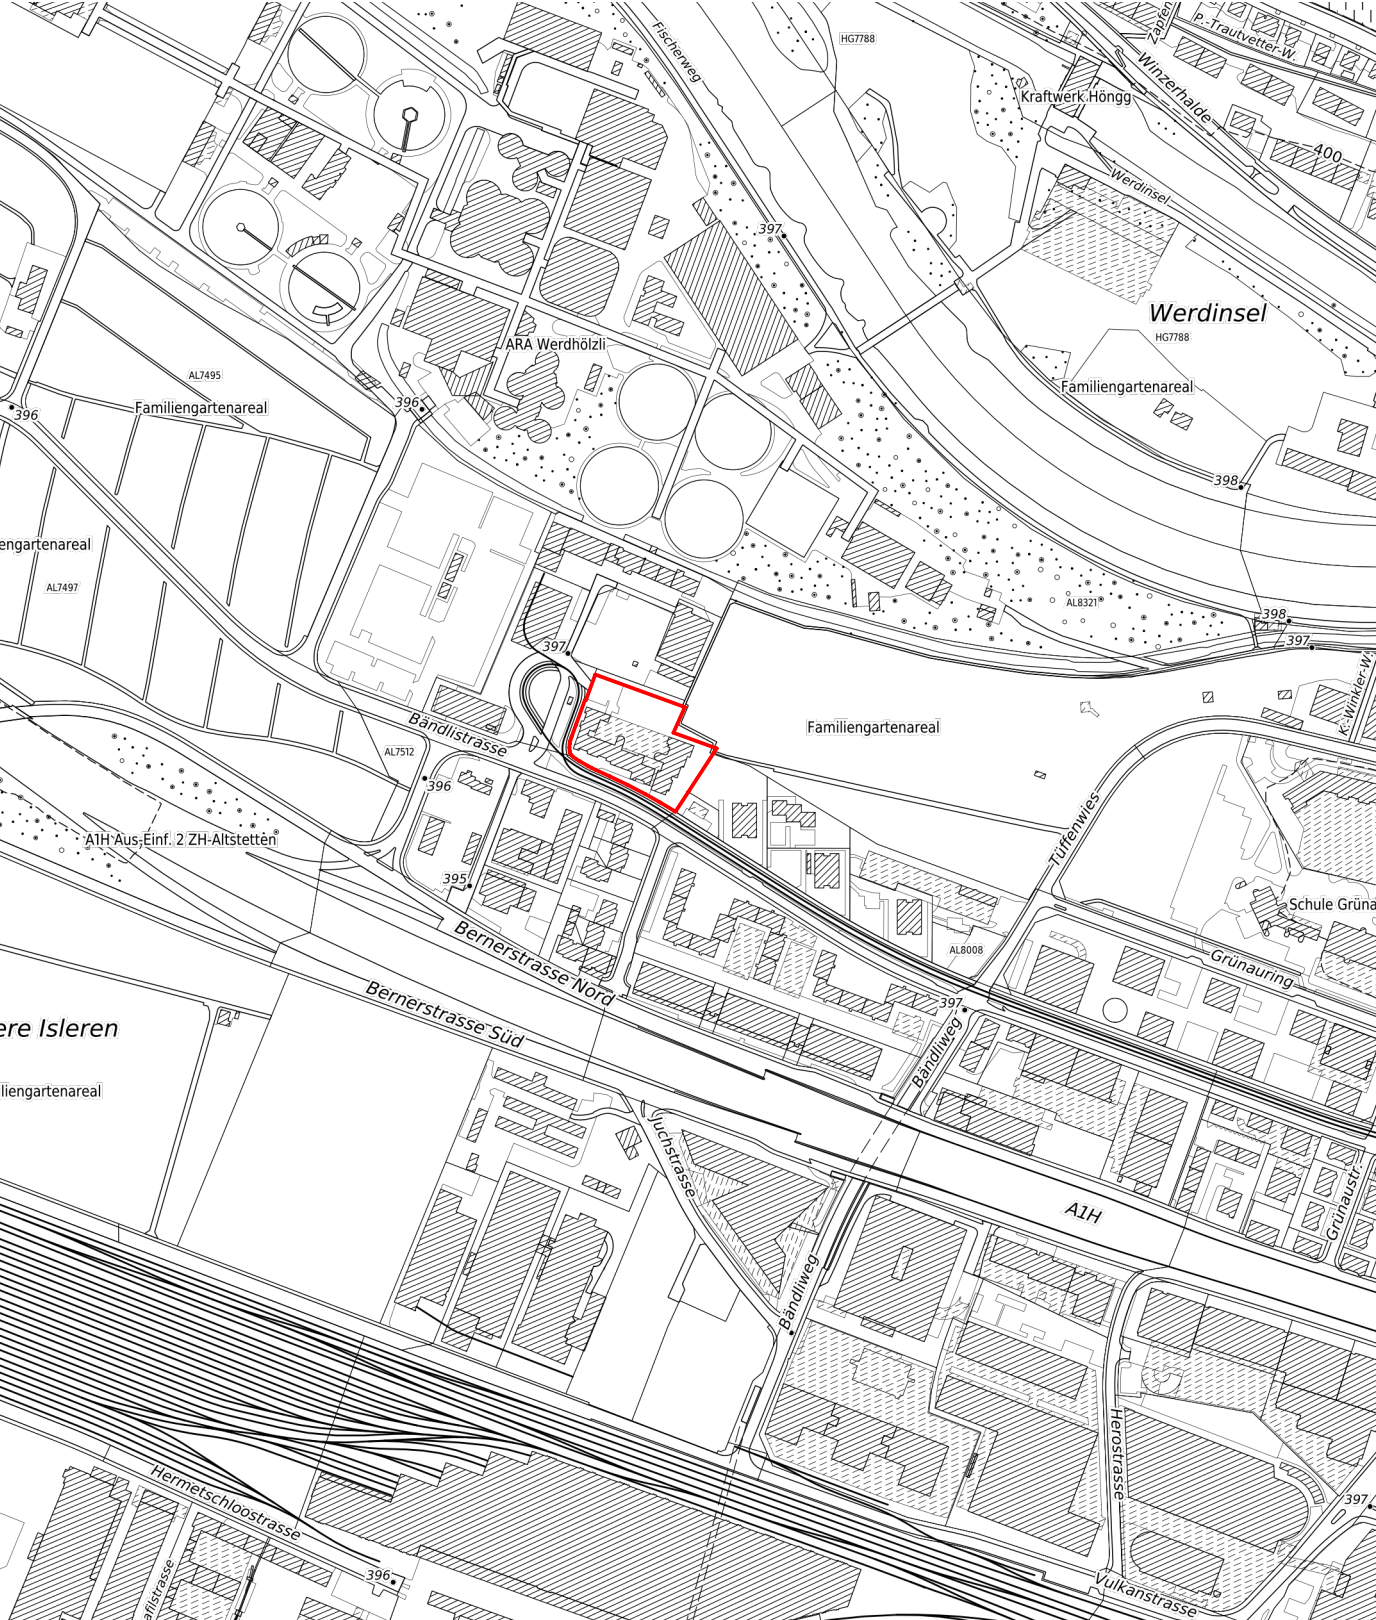 Zapfen
P.-Trautvetter-W.
Fischerweg
HG7788
Winzerhalde
Kraftwerk Höngg
400
Werdinsel
397
Werdinsel
HG7788
ARA Werdhölzli
AL7495
Familiengartenareal
Familiengartenareal
396
396
398
engartenareal
AL7497
AL8321
398
397
397
K.-Winkler-W.
Bändlistrasse
Familiengartenareal
AL7512
396
A1H Aus-Einf. 2 ZH-Altstetten
Tüffenwies
395
Schule Grüna
Bernerstrasse Nord
AL8008
Grünauring
Bernerstrasse Süd
397
ere Isleren
Bändliweg
liengartenareal
Juchstrasse
A1H
Grünaustr.
Bändliweg
Herostrasse
Hermetschloostrasse
397
396
afilstrasse
Vulkanstrasse